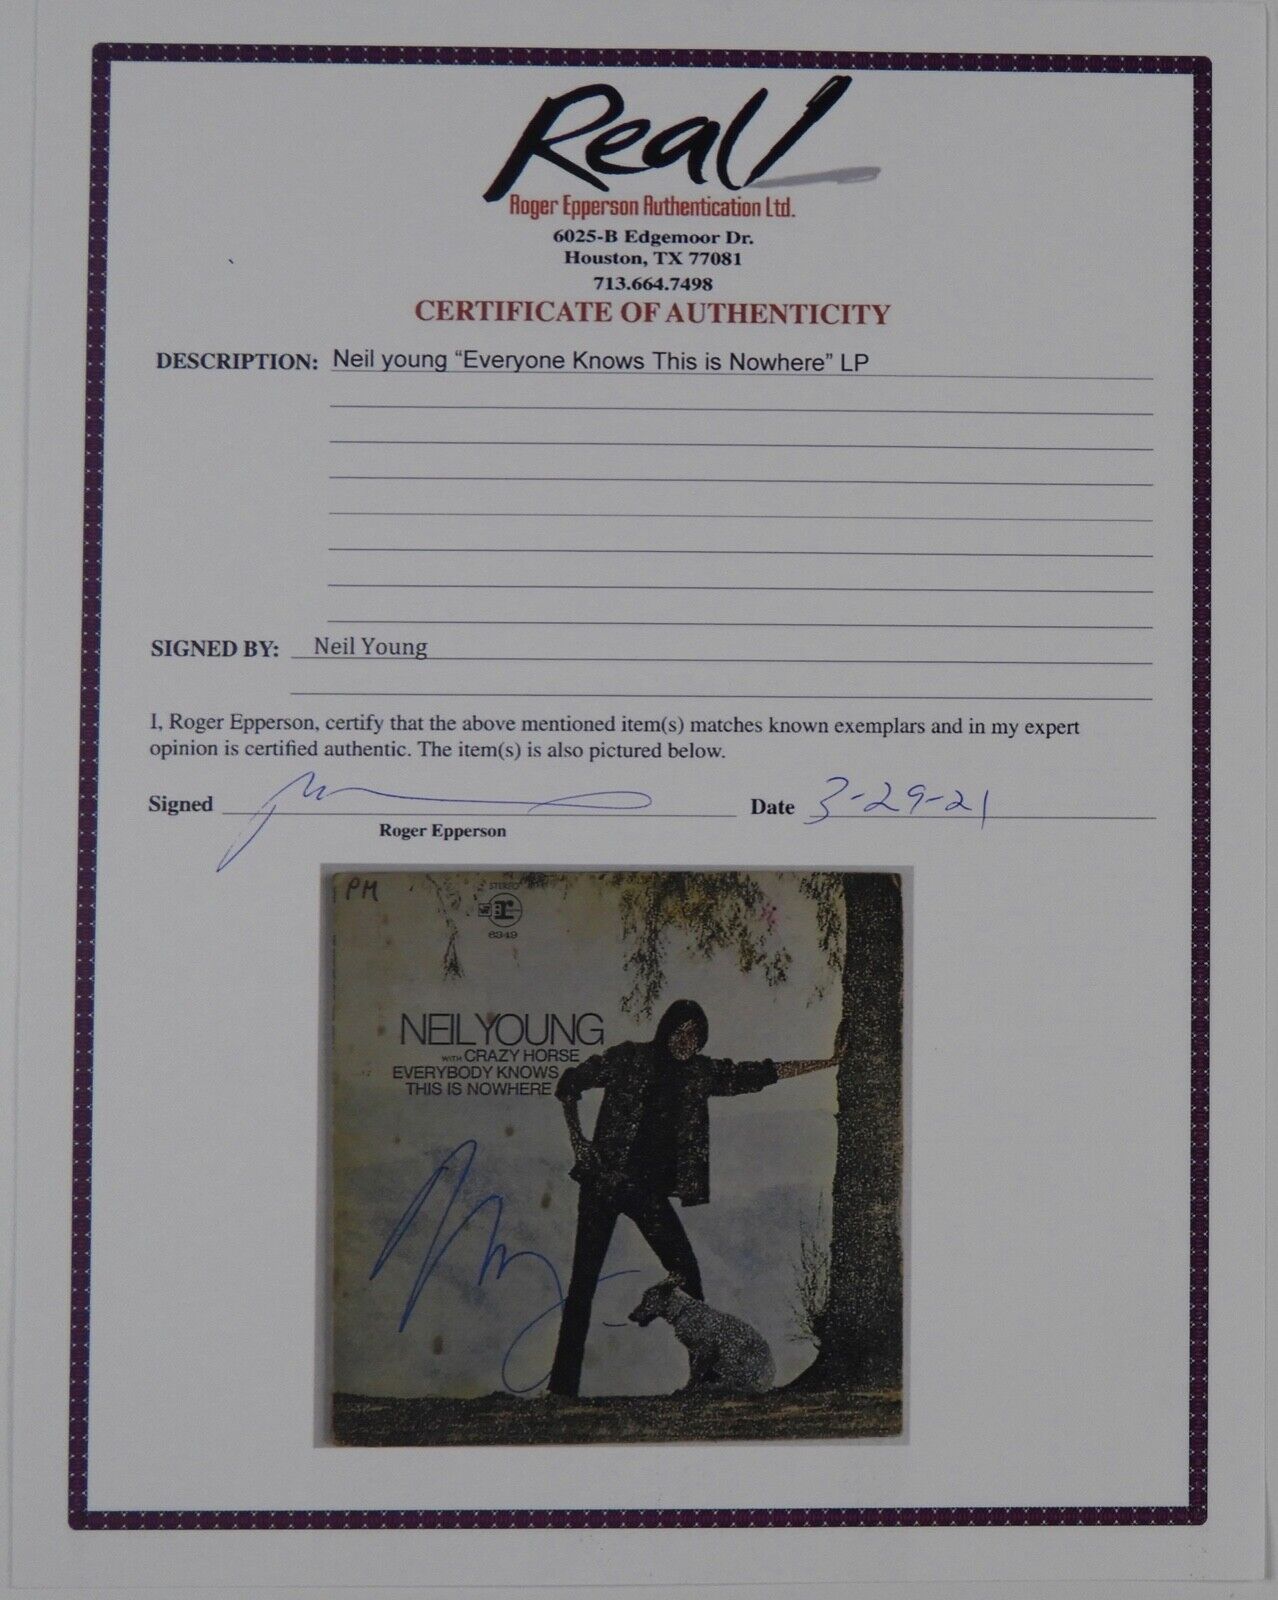 Real!
Roger Epperson Authentication Ltd.
6025-B Edgemoor Dr.
Houston, TX 77081
713.664.7498
CERTIFICATE OF AUTHENTICITY
DESCRIPTION: Neil young “Everyone Knows This is Nowhere” LP
SIGNED BY: Neil Young
I, Roger Epperson, certify that the above mentioned item(s) matches known exemplars and in my expert
opinion is certified authentic. The item(s) is also pictured below.
Signed Date 3-29-21
Roger Epperson
PM
STEREO
r
6349
NEIL YOUNG
WITH CRAZY HORSE
EVERYBODY KNOWS
THIS IS NOWHERE